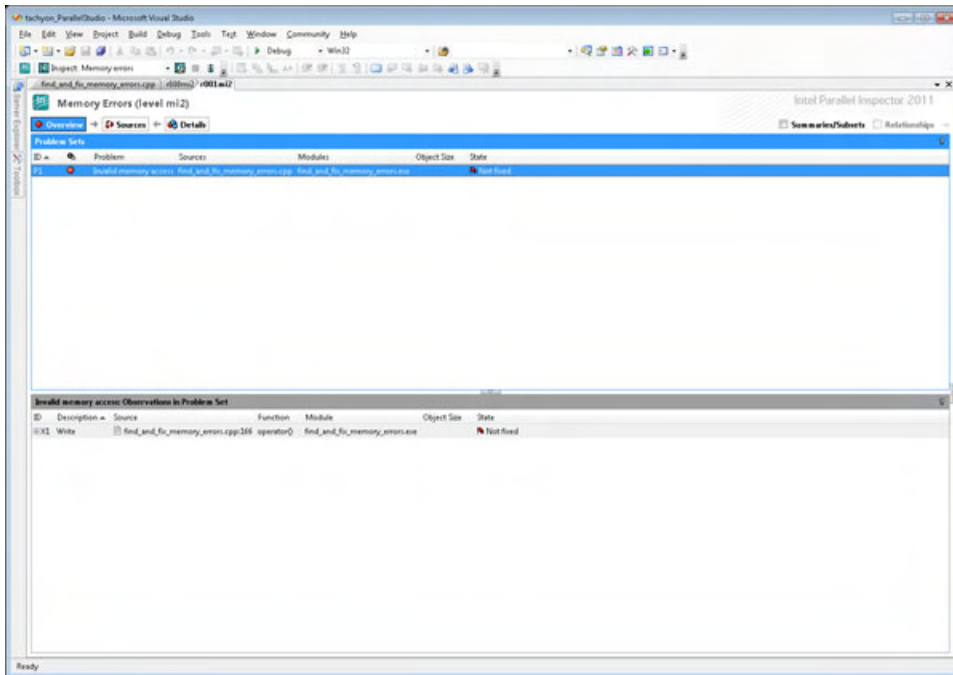 tachyon_ParallelStudio - Microsoft Visual Studio
File Edit View Project Build Debug Tools Test Window Community Help
Debug Win32
Inspect: Memory errors
find_and_fix_memory_errors.cpp r000mi2 r001mi2
Memory Errors (level mi2)
Intel Parallel Inspector 2011
Overview Sources Details
Summaries/Subsets Relationships
Problem Sets
ID Problem Sources Modules Object Size State
P1 Invalid memory access find_and_fix_memory_errors.cpp find_and_fix_memory_errors.exe Not fixed
Invalid memory access: Observations in Problem Set
ID Description Source Function Module Object Size State
X1 Write find_and_fix_memory_errors.cpp:166 operator() find_and_fix_memory_errors.exe Not fixed
Ready
Server Explorer
Toolbox